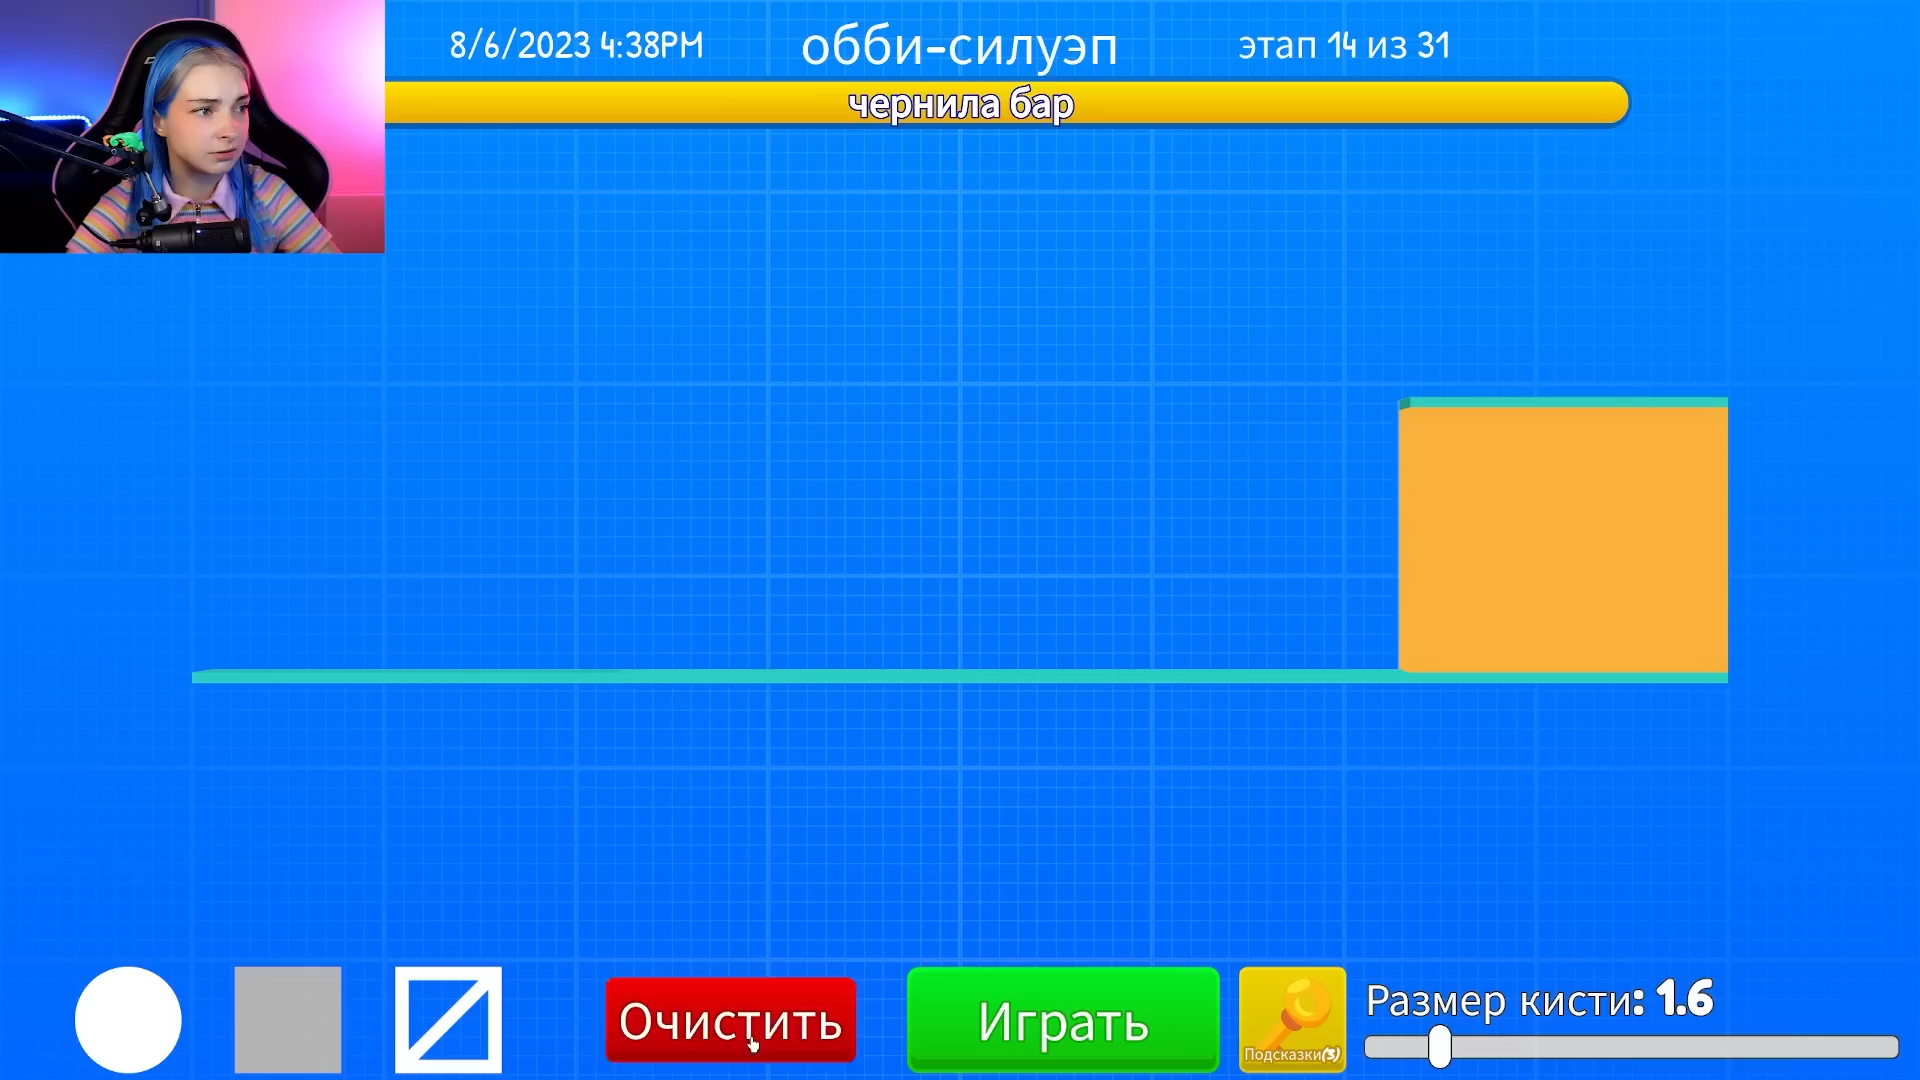 8/6/2023 4:38PM
обби-силуэп
этап 14 из 31
чернила бар
Очистить
Играть
Подсказки(3)
Размер кисти: 1.6